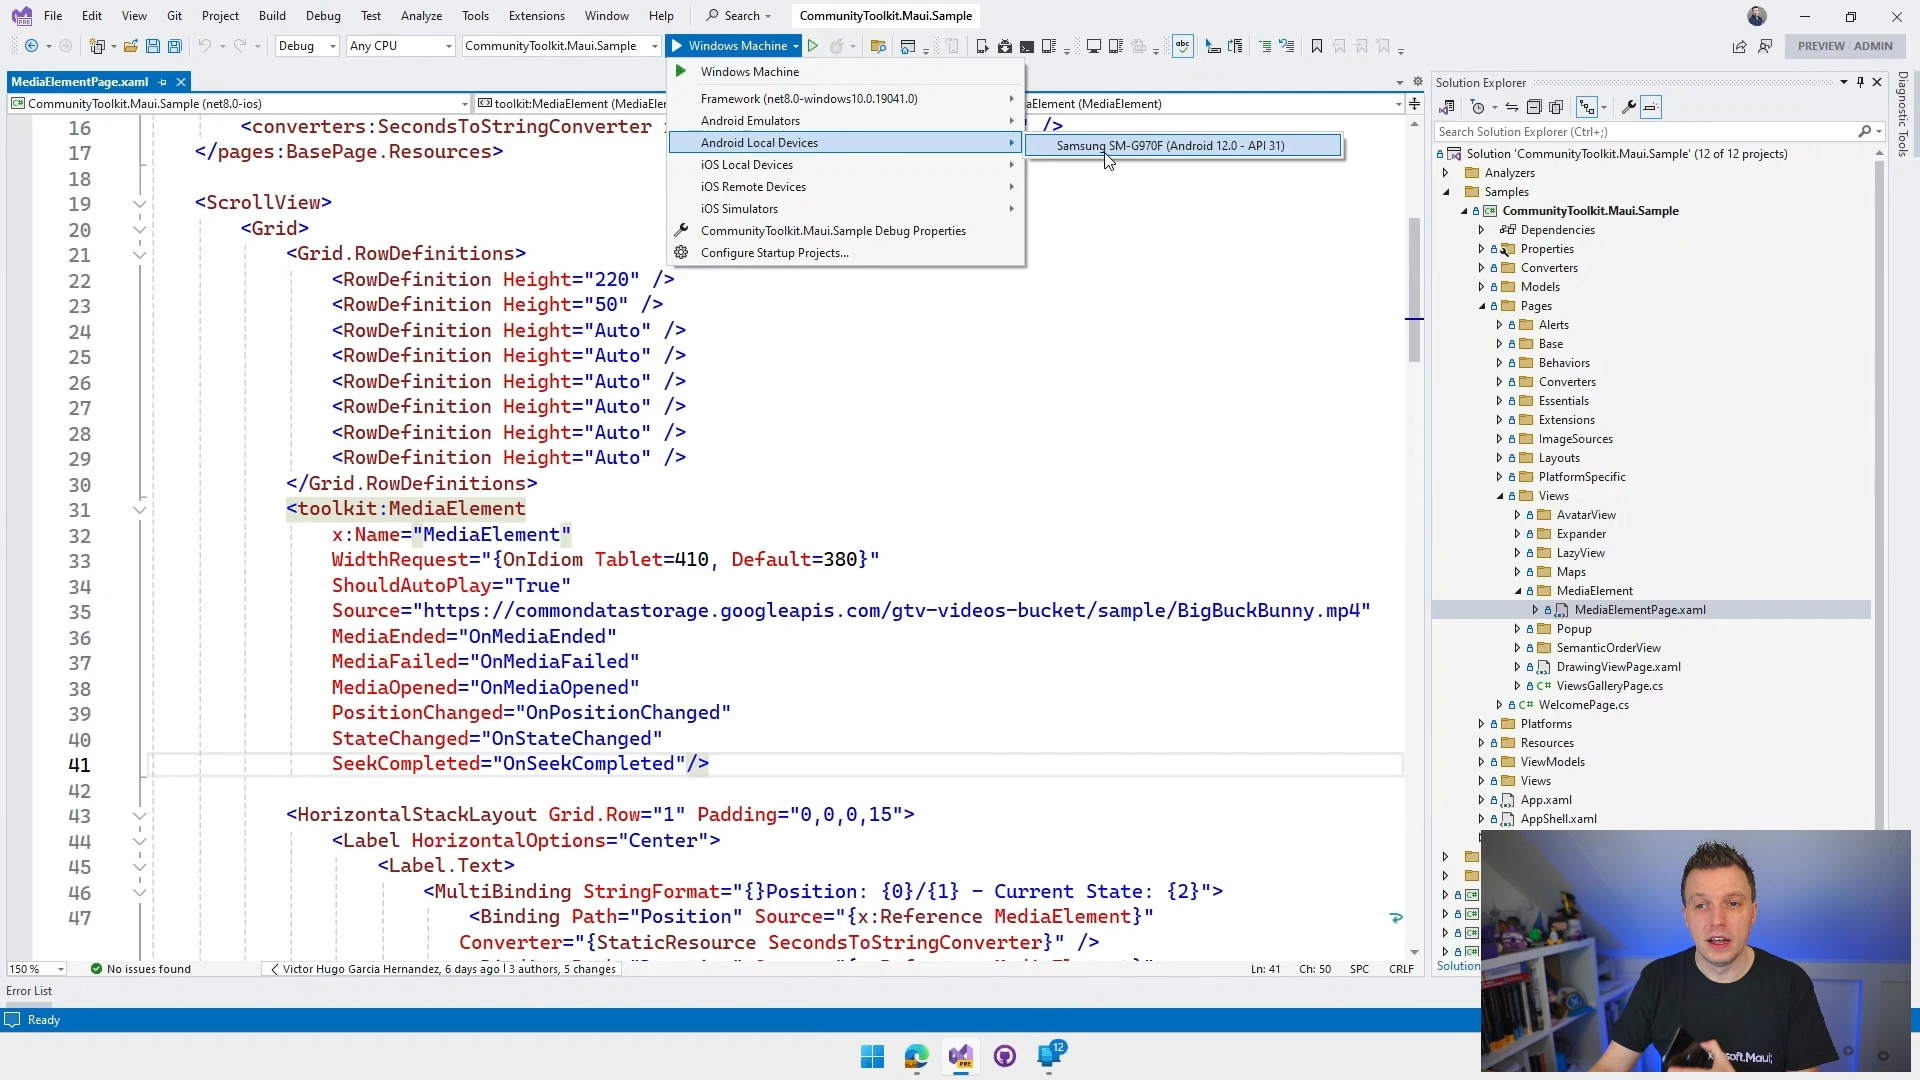 File Edit View Git Project Build Debug Test Analyze Tools Extensions Window Help Search CommunityToolkit.Maui.Sample
Debug Any CPU CommunityToolkit.Maui.Sample Windows Machine PREVIEW ADMIN
MediaElementPage.xaml
CommunityToolkit.Maui.Sample (net8.0-ios) toolkit:MediaElement (MediaEler aElement (MediaElement)
Windows Machine
Framework (net8.0-windows10.0.19041.0)
Android Emulators
Android Local Devices
iOS Local Devices
iOS Remote Devices
iOS Simulators
CommunityToolkit.Maui.Sample Debug Properties
Configure Startup Projects...
Samsung SM-G970F (Android 12.0 - API 31)
16 <converters:SecondsToStringConverter />
17 </pages:BasePage.Resources>
18
19 <ScrollView>
20 <Grid>
21 <Grid.RowDefinitions>
22 <RowDefinition Height="220" />
23 <RowDefinition Height="50" />
24 <RowDefinition Height="Auto" />
25 <RowDefinition Height="Auto" />
26 <RowDefinition Height="Auto" />
27 <RowDefinition Height="Auto" />
28 <RowDefinition Height="Auto" />
29 <RowDefinition Height="Auto" />
30 </Grid.RowDefinitions>
31 <toolkit:MediaElement
32 x:Name="MediaElement"
33 WidthRequest="{OnIdiom Tablet=410, Default=380}"
34 ShouldAutoPlay="True"
35 Source="https://commondatastorage.googleapis.com/gtv-videos-bucket/sample/BigBuckBunny.mp4"
36 MediaEnded="OnMediaEnded"
37 MediaFailed="OnMediaFailed"
38 MediaOpened="OnMediaOpened"
39 PositionChanged="OnPositionChanged"
40 StateChanged="OnStateChanged"
41 SeekCompleted="OnSeekCompleted"/>
42
43 <HorizontalStackLayout Grid.Row="1" Padding="0,0,0,15">
44 <Label HorizontalOptions="Center">
45 <Label.Text>
46 <MultiBinding StringFormat="{}Position: {0}/{1} - Current State: {2}">
47 <Binding Path="Position" Source="{x:Reference MediaElement}"
Converter="{StaticResource SecondsToStringConverter}" />
150 % No issues found Victor Hugo Garcia Hernandez, 6 days ago | 3 authors, 5 changes Ln: 41 Ch: 50 SPC CRLF
Error List
Ready
Solution Explorer
Search Solution Explorer (Ctrl+;)
Solution 'CommunityToolkit.Maui.Sample' (12 of 12 projects)
Analyzers
Samples
CommunityToolkit.Maui.Sample
Dependencies
Properties
Converters
Models
Pages
Alerts
Base
Behaviors
Converters
Essentials
Extensions
ImageSources
Layouts
PlatformSpecific
Views
AvatarView
Expander
LazyView
Maps
MediaElement
MediaElementPage.xaml
Popup
SemanticOrderView
DrawingViewPage.xaml
ViewsGalleryPage.cs
WelcomePage.cs
Platforms
Resources
ViewModels
Views
App.xaml
AppShell.xaml
Solution
Diagnostic Tools
12